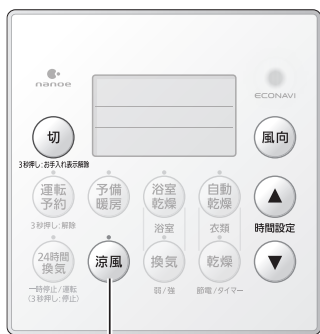 nanoe
ECONAVI
切
風向
3秒押し:お手入れ表示解除
運転
予約
予備
暖房
浴室
乾燥
自動
乾燥
3秒押し:解除
浴室
衣類
時間設定
24時間
換気
涼風
換気
乾燥
一時停止/運転
(3秒押し:停止)
弱/強
節電/タイマー